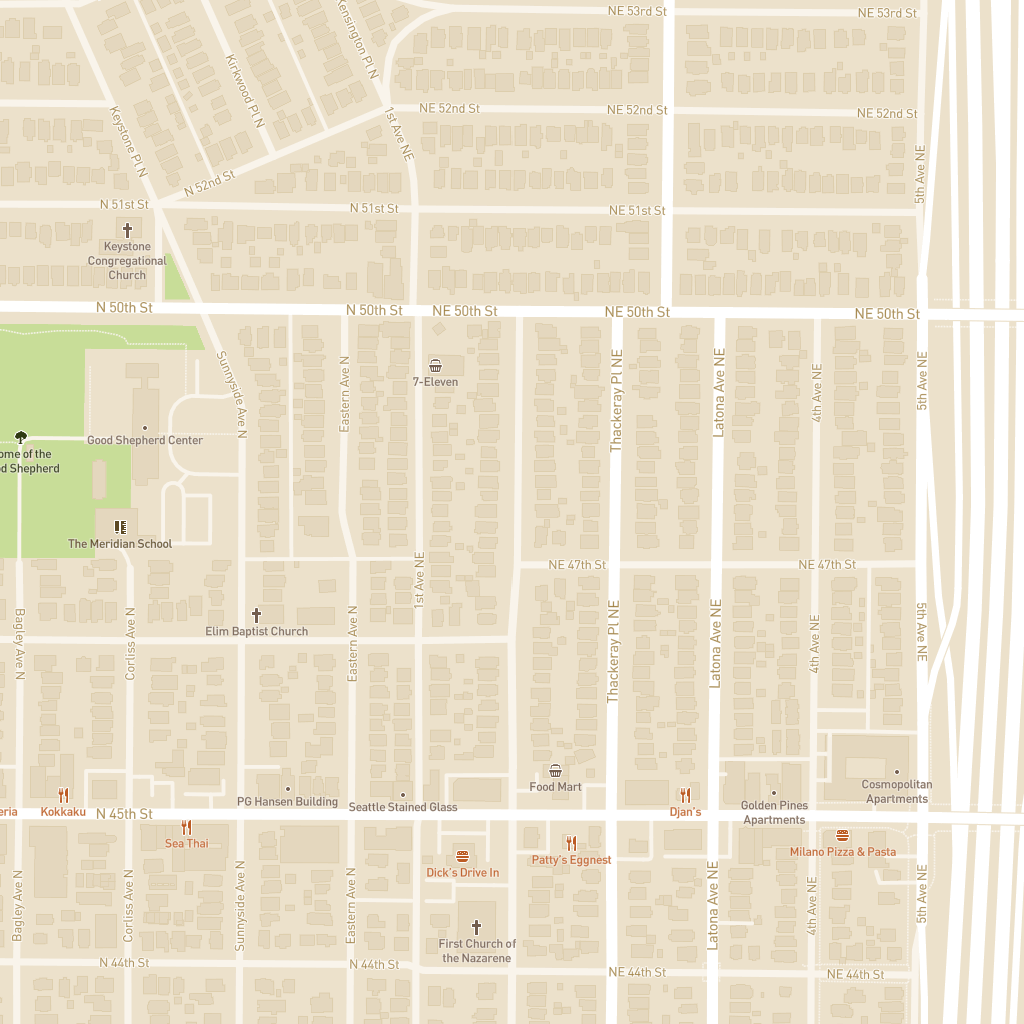 NE 53rd St
NE 53rd St
Kensington Pl N
Kirkwood Pl N
Keystone Pl N
1st Ave NE
NE 52nd St
NE 52nd St
NE 52nd St
N 52nd St
5th Ave NE
N 51st St
N 51st St
NE 51st St
Keystone
Congregational
Church
N 50th St
N 50th St
NE 50th St
NE 50th St
NE 50th St
Sunnyside Ave N
Eastern Ave N
7-Eleven
Thackeray Pl NE
Latona Ave NE
4th Ave NE
5th Ave NE
Good Shepherd Center
ome of the
d Shepherd
The Meridian School
1st Ave NE
NE 47th St
NE 47th St
Bagley Ave N
Corliss Ave N
Elim Baptist Church
Eastern Ave N
Thackeray Pl NE
Latona Ave NE
4th Ave NE
5th Ave NE
eria
Kokkaku
N 45th St
PG Hansen Building
Seattle Stained Glass
Food Mart
Djan's
Golden Pines
Apartments
Cosmopolitan
Apartments
Sea Thai
Dick's Drive In
Patty's Eggnest
Milano Pizza & Pasta
Bagley Ave N
Corliss Ave N
Sunnyside Ave N
Eastern Ave N
First Church of
the Nazarene
Latona Ave NE
4th Ave NE
5th Ave NE
N 44th St
N 44th St
NE 44th St
NE 44th St